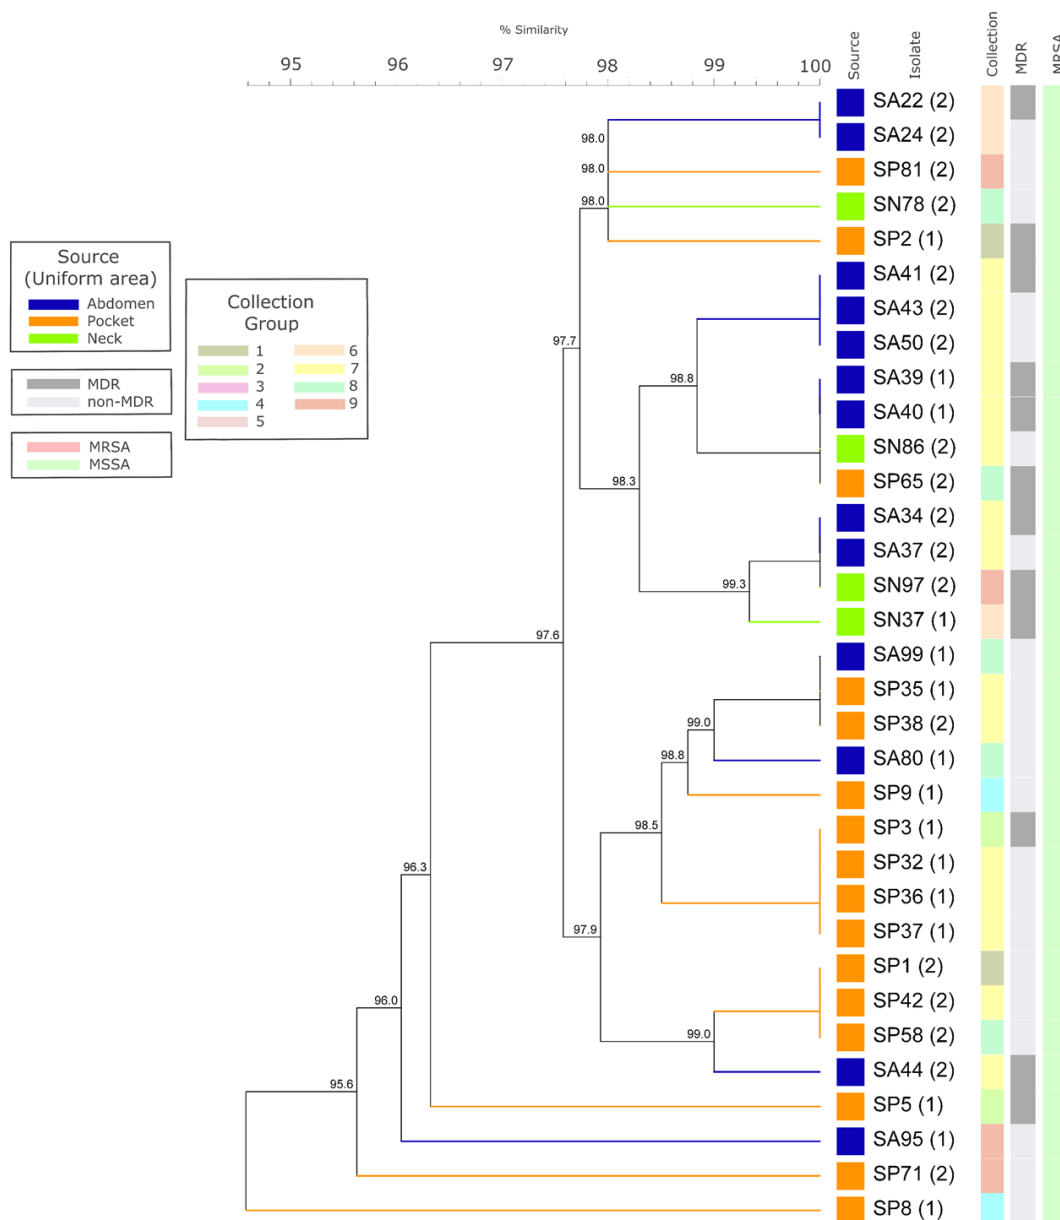 % Similarity
95 96 97 98 99 100
Source
Isolate
Collection
MDR
MRSA
SA22 (2)
SA24 (2)
98.0
SP81 (2)
98.0
SN78 (2)
98.0
SP2 (1)
SA41 (2)
SA43 (2)
SA50 (2)
97.7
SA39 (1)
98.8
SA40 (1)
SN86 (2)
SP65 (2)
98.3
SA34 (2)
SA37 (2)
SN97 (2)
99.3
SN37 (1)
97.6
SA99 (1)
SP35 (1)
SP38 (2)
99.0
SA80 (1)
98.8
SP9 (1)
SP3 (1)
98.5
SP32 (1)
96.3
SP36 (1)
SP37 (1)
97.9
SP1 (2)
SP42 (2)
96.0
SP58 (2)
99.0
SA44 (2)
95.6
SP5 (1)
SA95 (1)
SP71 (2)
SP8 (1)
Source
(Uniform area)
Abdomen
Pocket
Neck
MDR
non-MDR
MRSA
MSSA
Collection
Group
1 6
2 7
3 8
4 9
5